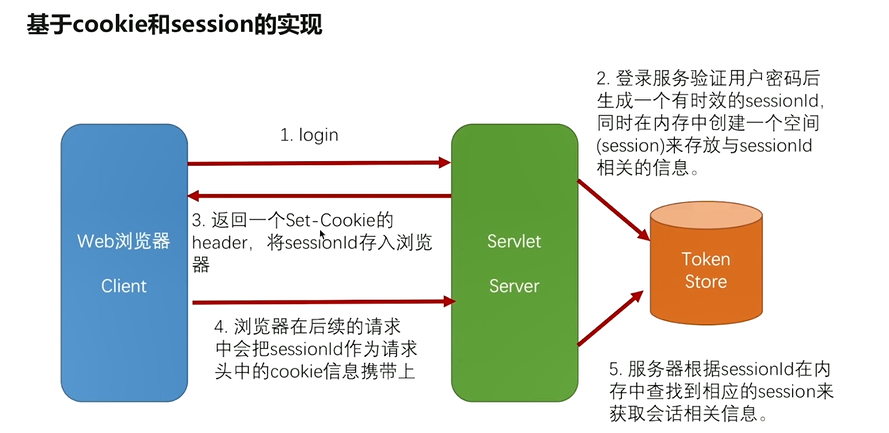 基于cookie和session的实现
2. 登录服务验证用户密码后
生成一个有时效的sessionId,
同时在内存中创建一个空间
(session)来存放与sessionId
相关的信息。
1. login
3. 返回一个Set-Cookie的
header，将sessionId存入浏览
器
Web浏览器
Client
Servlet
Server
Token
Store
4. 浏览器在后续的请求
中会把sessionId作为请求
头中的cookie信息携带上
5. 服务器根据sessionId在内
存中查找到相应的session来
获取会话相关信息。